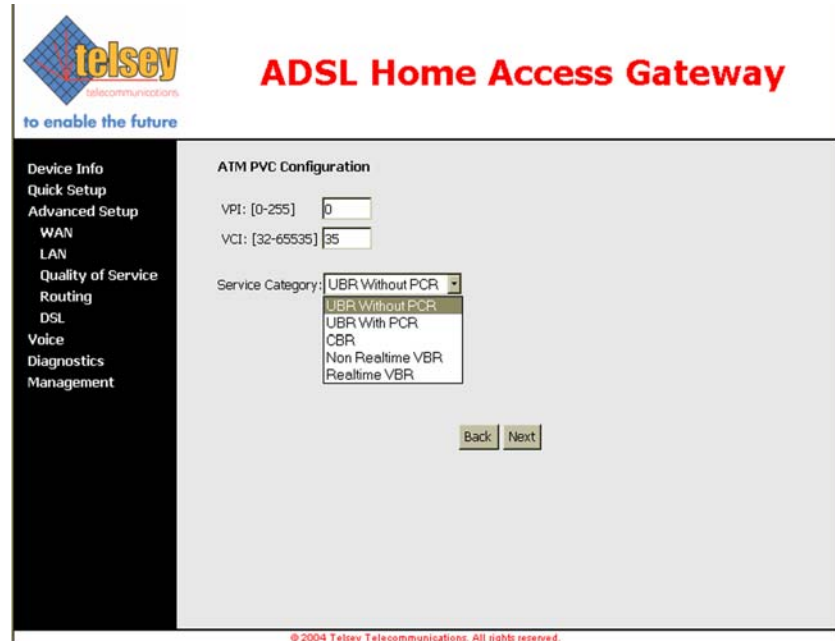 telsey
telecommunications
to enable the future
ADSL Home Access Gateway
Device Info
Quick Setup
Advanced Setup
WAN
LAN
Quality of Service
Routing
DSL
Voice
Diagnostics
Management
ATM PVC Configuration
VPI: [0-255] 0
VCI: [32-65535] 35
Service Category: UBR Without PCR
UBR Without PCR
UBR With PCR
CBR
Non Realtime VBR
Realtime VBR
Back Next
© 2004 Telsey Telecommunications. All rights reserved.